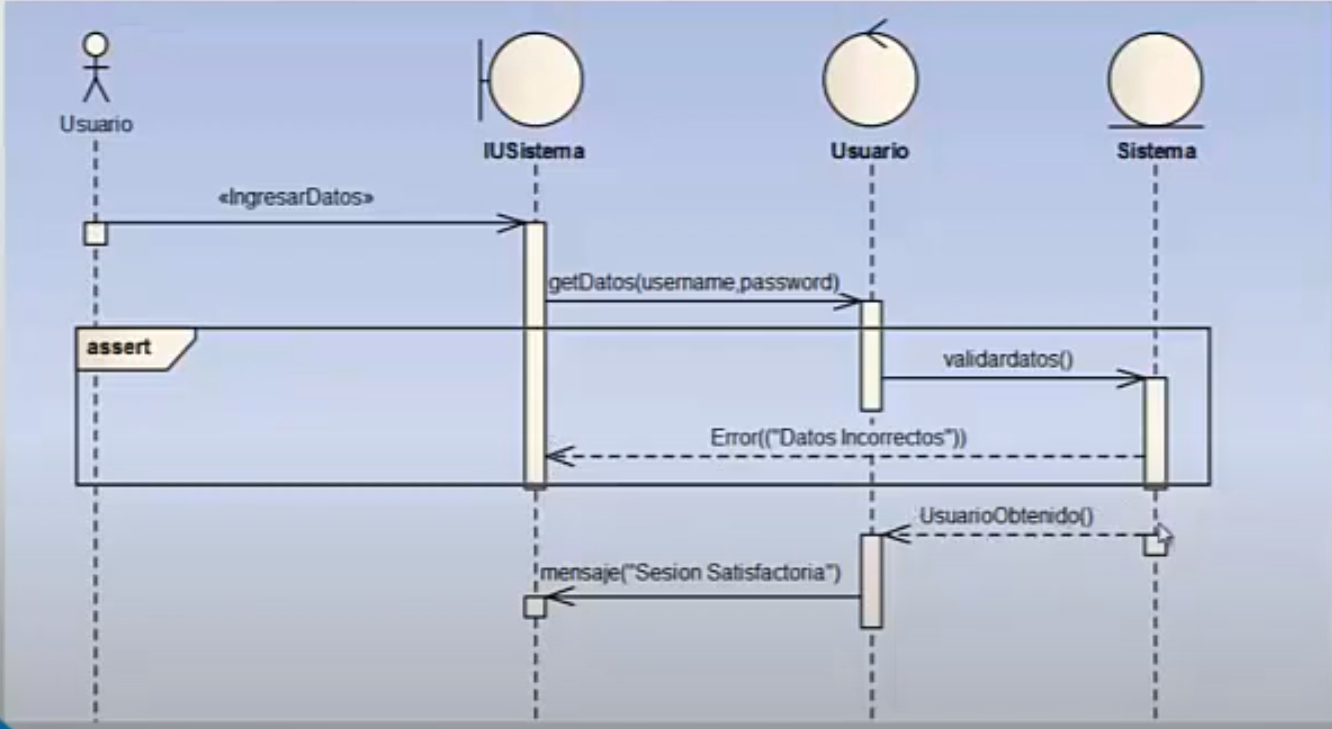 Usuario
IUSistema
Usuario
Sistema
«IngresarDatos»
getDatos(username,password)
assert
validardatos()
Error(("Datos Incorrectos"))
UsuarioObtenido()
mensaje("Sesion Satisfactoria")